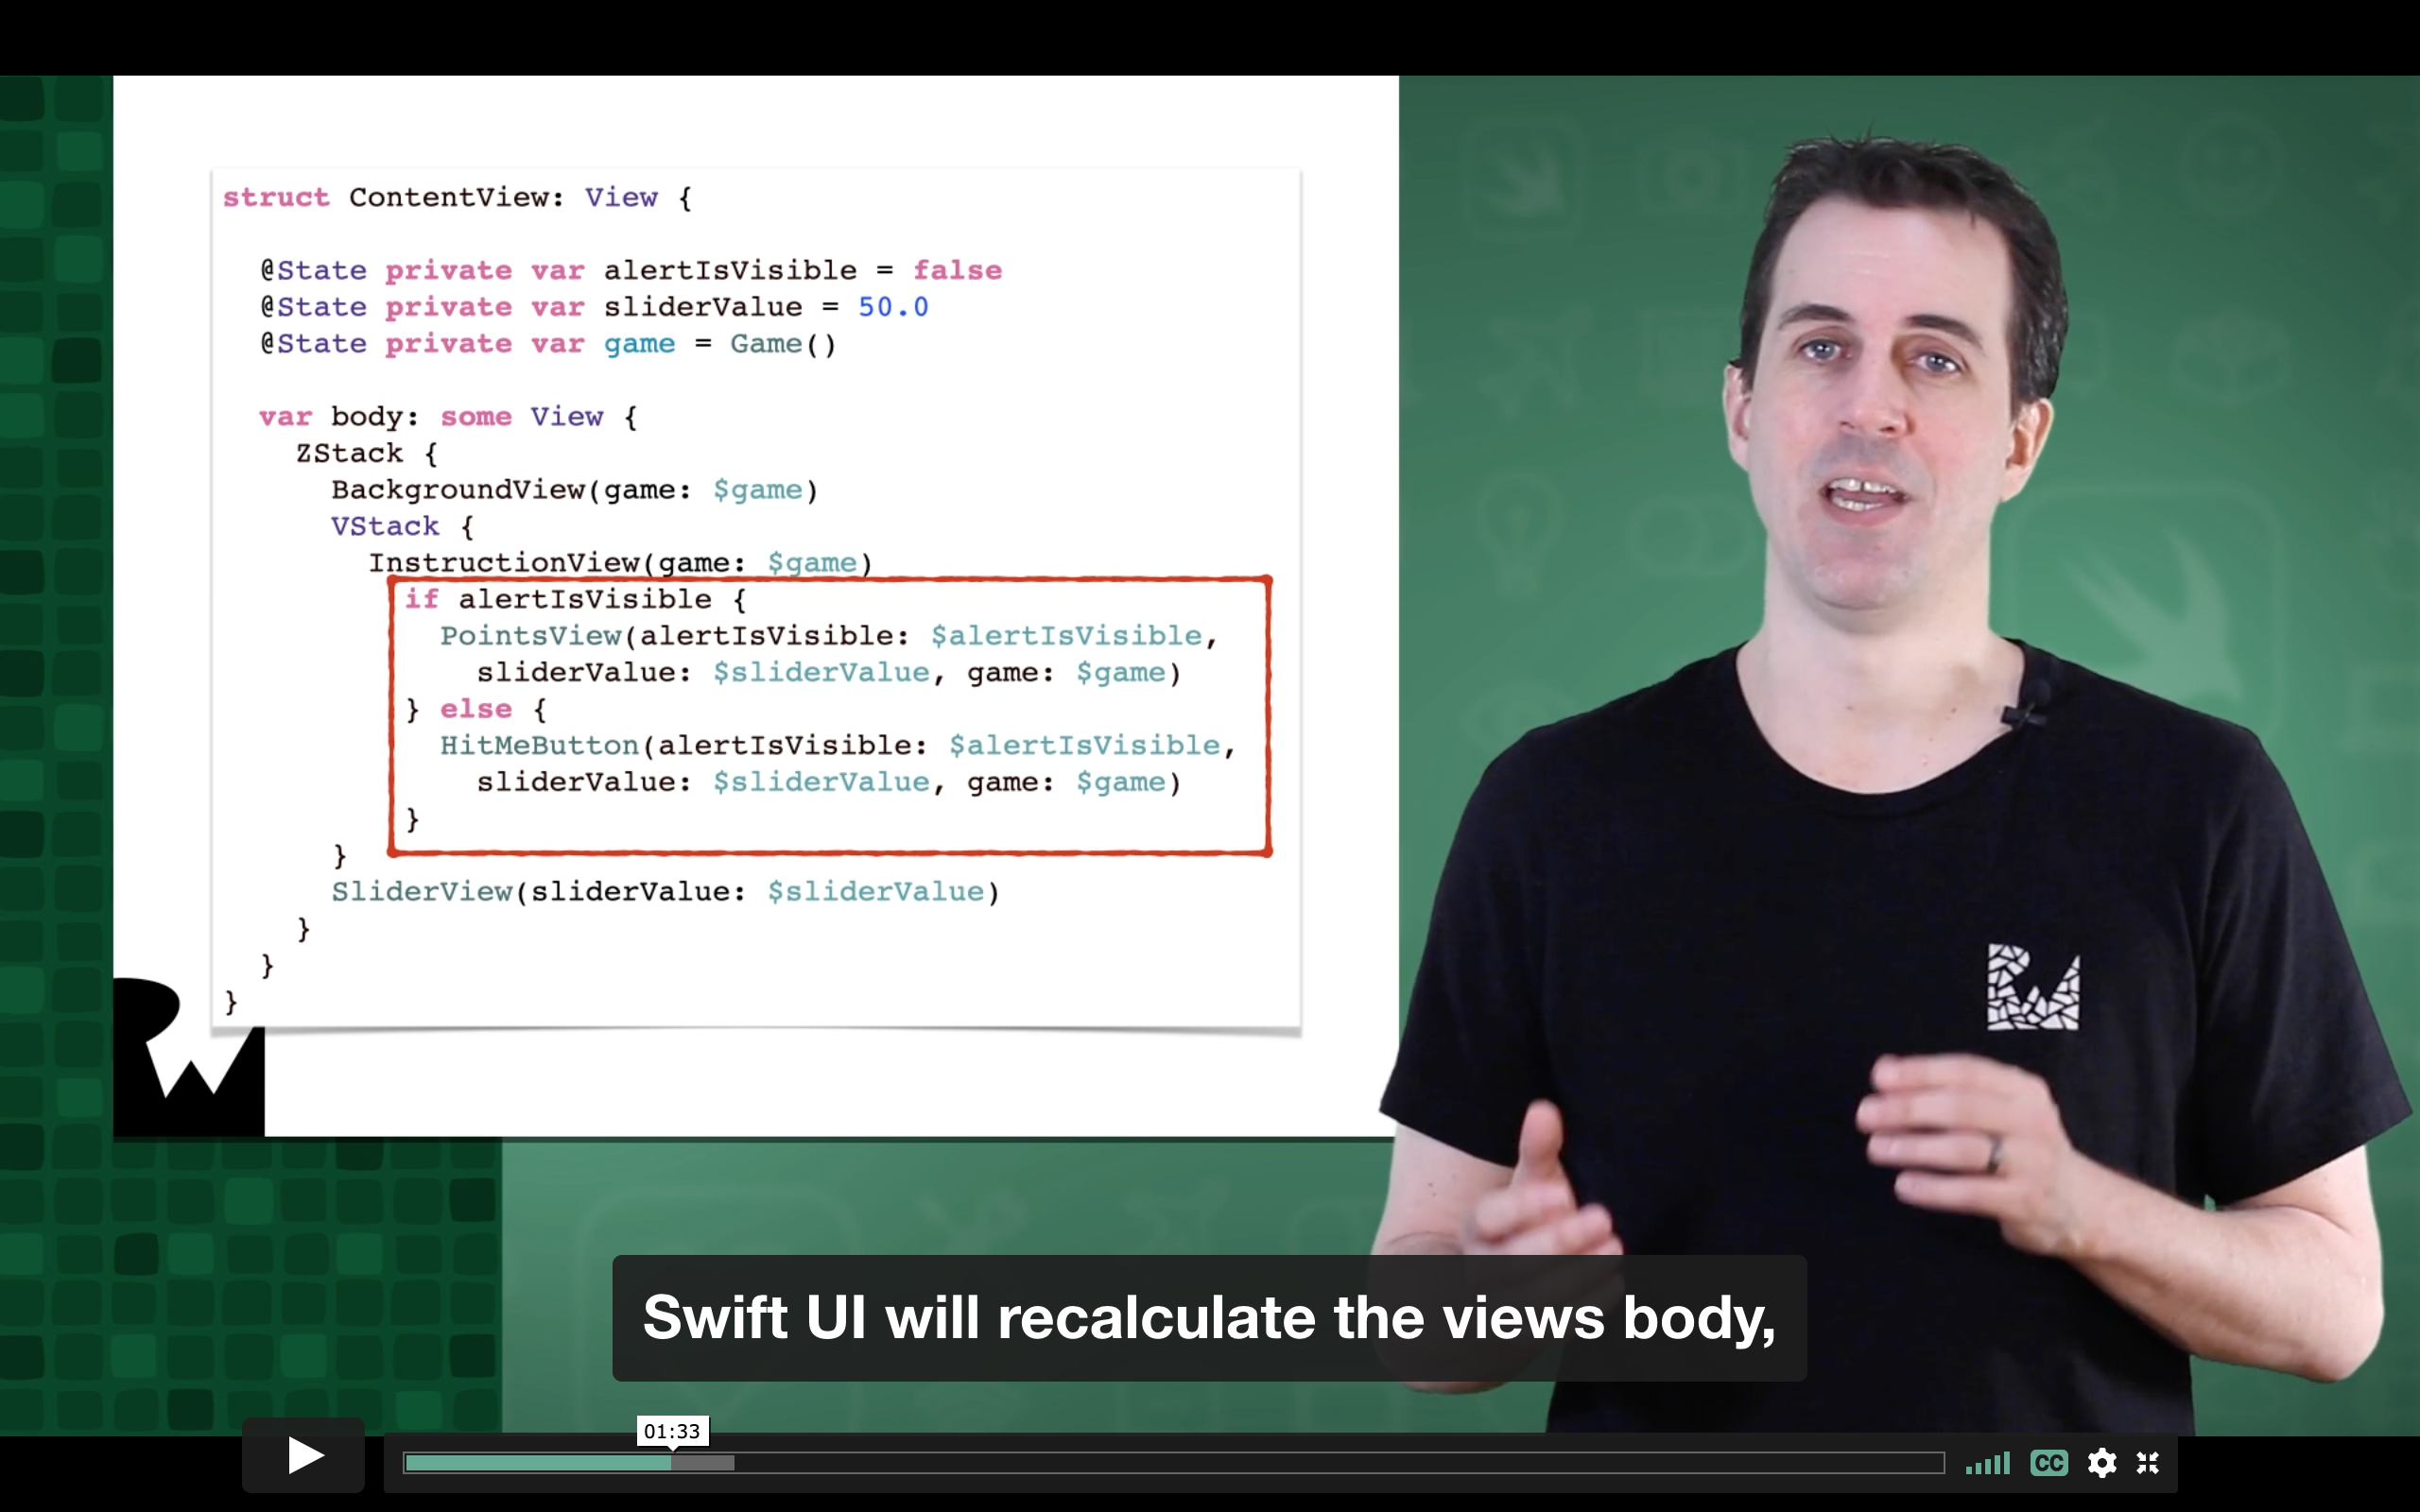 struct ContentView: View {
@State private var alertIsVisible = false
@State private var sliderValue = 50.0
@State private var game = Game()
var body: some View {
ZStack {
BackgroundView(game: $game)
VStack {
InstructionView(game: $game)
if alertIsVisible {
PointsView(alertIsVisible: $alertIsVisible,
sliderValue: $sliderValue, game: $game)
} else {
HitMeButton(alertIsVisible: $alertIsVisible,
sliderValue: $sliderValue, game: $game)
}
}
SliderView(sliderValue: $sliderValue)
}
}
}
RW
RW
Swift UI will recalculate the views body,
01:33
CC